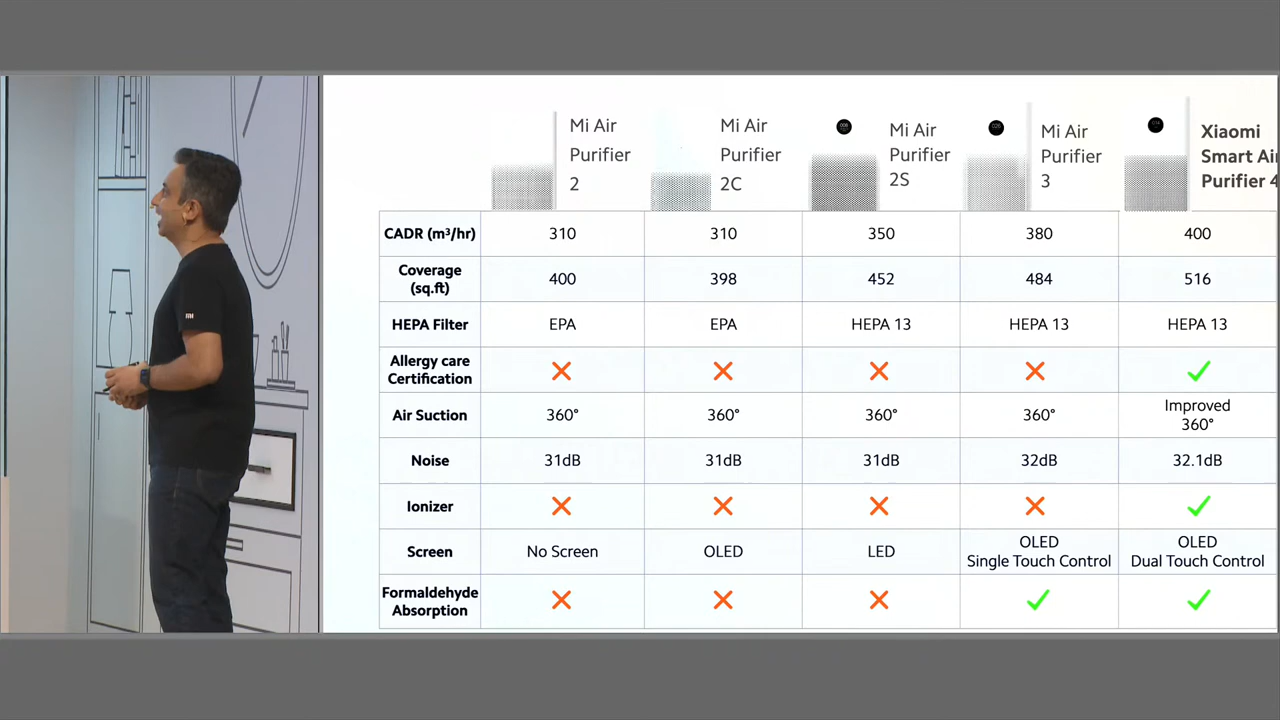 Mi Air
Purifier
2
Mi Air
Purifier
2C
Mi Air
Purifier
2S
Mi Air
Purifier
3
Xiaomi
Smart Air
Purifier 4
CADR (m³/hr) 310 310 350 380 400
Coverage
(sq.ft) 400 398 452 484 516
HEPA Filter EPA EPA HEPA 13 HEPA 13 HEPA 13
Allergy care
Certification
Air Suction 360° 360° 360° 360° Improved
360°
Noise 31dB 31dB 31dB 32dB 32.1dB
Ionizer
Screen No Screen OLED LED OLED
Single Touch Control OLED
Dual Touch Control
Formaldehyde
Absorption